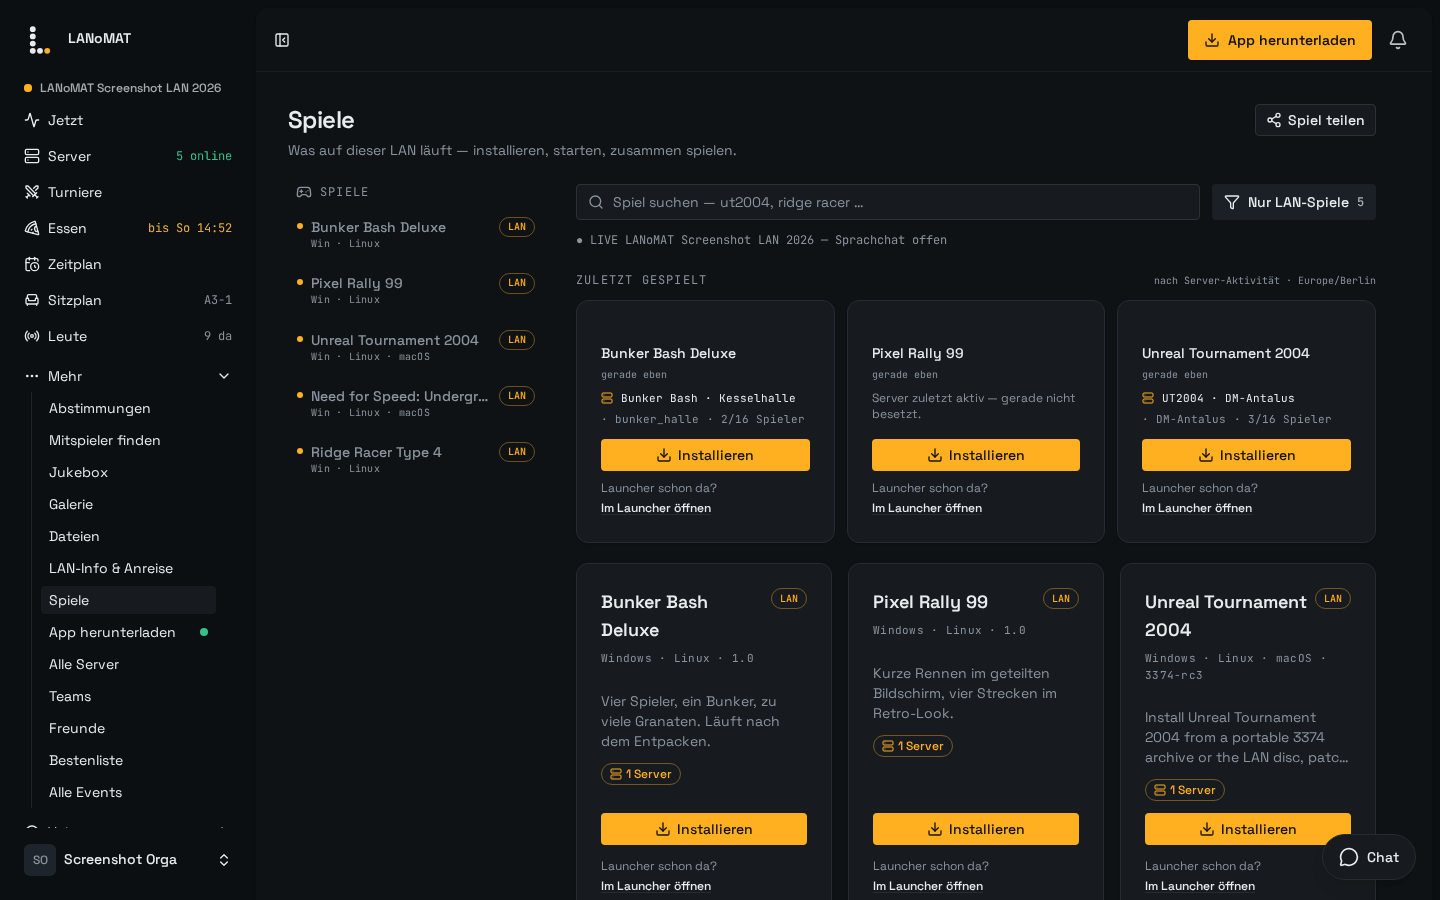 LANoMAT
App herunterladen
LANoMAT Screenshot LAN 2026
Jetzt
Server 5 online
Turniere
Essen bis So 14:52
Zeitplan
Sitzplan A3-1
Leute 9 da
Mehr
Abstimmungen
Mitspieler finden
Jukebox
Galerie
Dateien
LAN-Info & Anreise
Spiele
App herunterladen
Alle Server
Teams
Freunde
Bestenliste
Alle Events
SO Screenshot Orga
Spiele
Spiel teilen
Was auf dieser LAN läuft — installieren, starten, zusammen spielen.
SPIELE
Bunker Bash Deluxe LAN
Win · Linux
Pixel Rally 99 LAN
Win · Linux
Unreal Tournament 2004 LAN
Win · Linux · macOS
Need for Speed: Undergr... LAN
Win · Linux · macOS
Ridge Racer Type 4 LAN
Win · Linux
Spiel suchen — ut2004, ridge racer …
Nur LAN-Spiele 5
● LIVE LANoMAT Screenshot LAN 2026 — Sprachchat offen
ZULETZT GESPIELT
nach Server-Aktivität · Europe/Berlin
Bunker Bash Deluxe
gerade eben
Bunker Bash · Kesselhalle
· bunker_halle · 2/16 Spieler
Installieren
Launcher schon da?
Im Launcher öffnen
Pixel Rally 99
gerade eben
Server zuletzt aktiv — gerade nicht
besetzt.
Installieren
Launcher schon da?
Im Launcher öffnen
Unreal Tournament 2004
gerade eben
UT2004 · DM-Antalus
· DM-Antalus · 3/16 Spieler
Installieren
Launcher schon da?
Im Launcher öffnen
Bunker Bash LAN
Deluxe
Windows · Linux · 1.0
Vier Spieler, ein Bunker, zu
viele Granaten. Läuft nach
dem Entpacken.
1 Server
Installieren
Launcher schon da?
Im Launcher öffnen
Pixel Rally 99 LAN
Windows · Linux · 1.0
Kurze Rennen im geteilten
Bildschirm, vier Strecken im
Retro-Look.
1 Server
Installieren
Launcher schon da?
Im Launcher öffnen
Unreal Tournament LAN
2004
Windows · Linux · macOS ·
3374-rc3
Install Unreal Tournament
2004 from a portable 3374
archive or the LAN disc, patc...
1 Server
Installieren
Launcher schon da?
Im Launcher öffnen
Chat